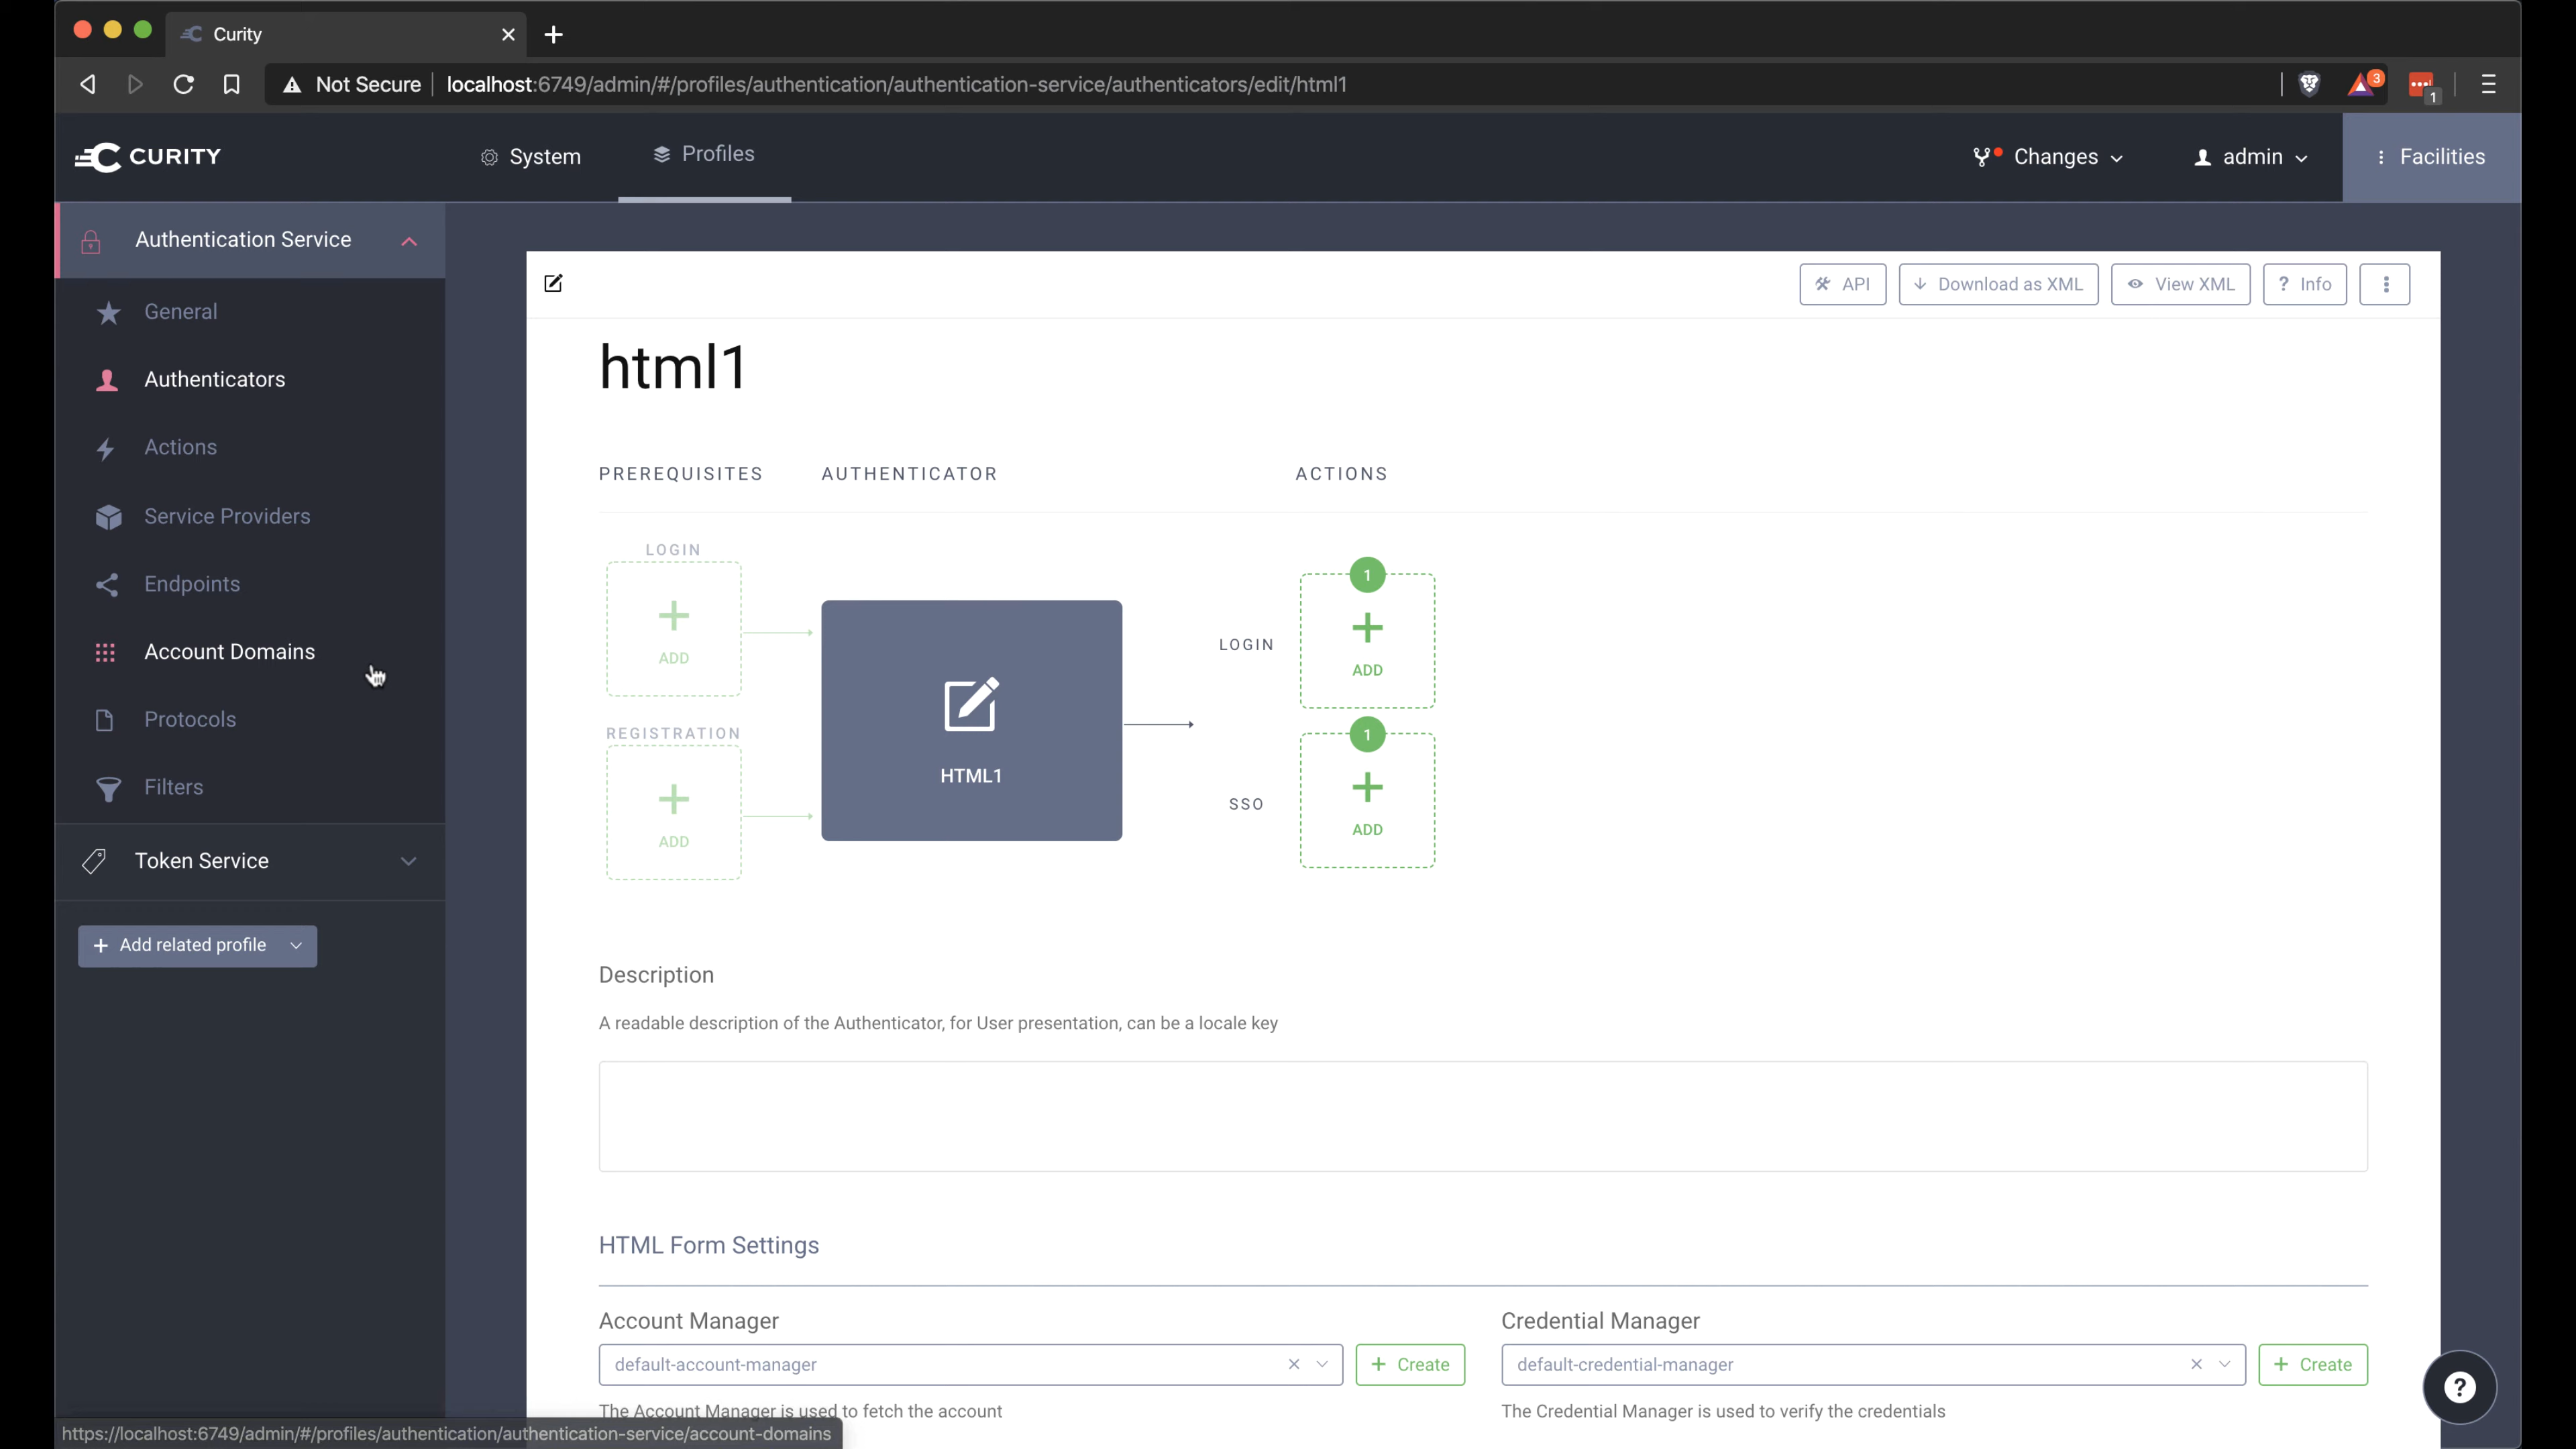 Curity
3
1
Not Secure
localhost:6749/admin/#/profiles/authentication/authentication-service/authenticators/edit/html1
CURITY
System
Profiles
Changes
admin
Facilities
Authentication Service
General
Authenticators
Actions
Service Providers
Endpoints
Account Domains
Protocols
Filters
Token Service
+ Add related profile
API
Download as XML
View XML
? Info
html1
PREREQUISITES
AUTHENTICATOR
ACTIONS
LOGIN
ADD
REGISTRATION
ADD
HTML1
LOGIN
1
ADD
SSO
1
ADD
Description
A readable description of the Authenticator, for User presentation, can be a locale key
HTML Form Settings
Account Manager
default-account-manager
+ Create
The Account Manager is used to fetch the account
Credential Manager
default-credential-manager
+ Create
The Credential Manager is used to verify the credentials
?
https://localhost:6749/admin/#/profiles/authentication/authentication-service/account-domains